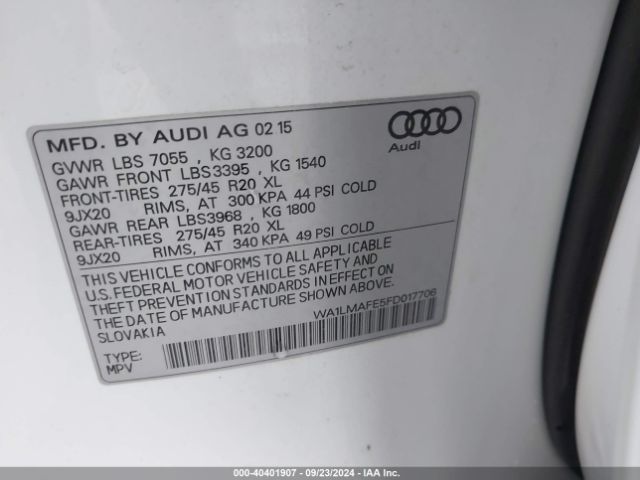 MFD. BY AUDI AG 02 15
Audi
GVWR LBS 7055 , KG 3200
GAWR FRONT LBS3395 , KG 1540
FRONT-TIRES 275/45 R20 XL
9JX20 RIMS, AT 300 KPA 44 PSI COLD
GAWR REAR LBS3968 , KG 1800
REAR-TIRES 275/45 R20 XL
9JX20 RIMS, AT 340 KPA 49 PSI COLD
THIS VEHICLE CONFORMS TO ALL APPLICABLE
U.S. FEDERAL MOTOR VEHICLE SAFETY AND
THEFT PREVENTION STANDARDS IN EFFECT ON
THE DATE OF MANUFACTURE SHOWN ABOVE.
SLOVAKIA
WA1LMAFE5FD017706
TYPE:
MPV
000-40401907 - 09/23/2024 - IAA Inc.